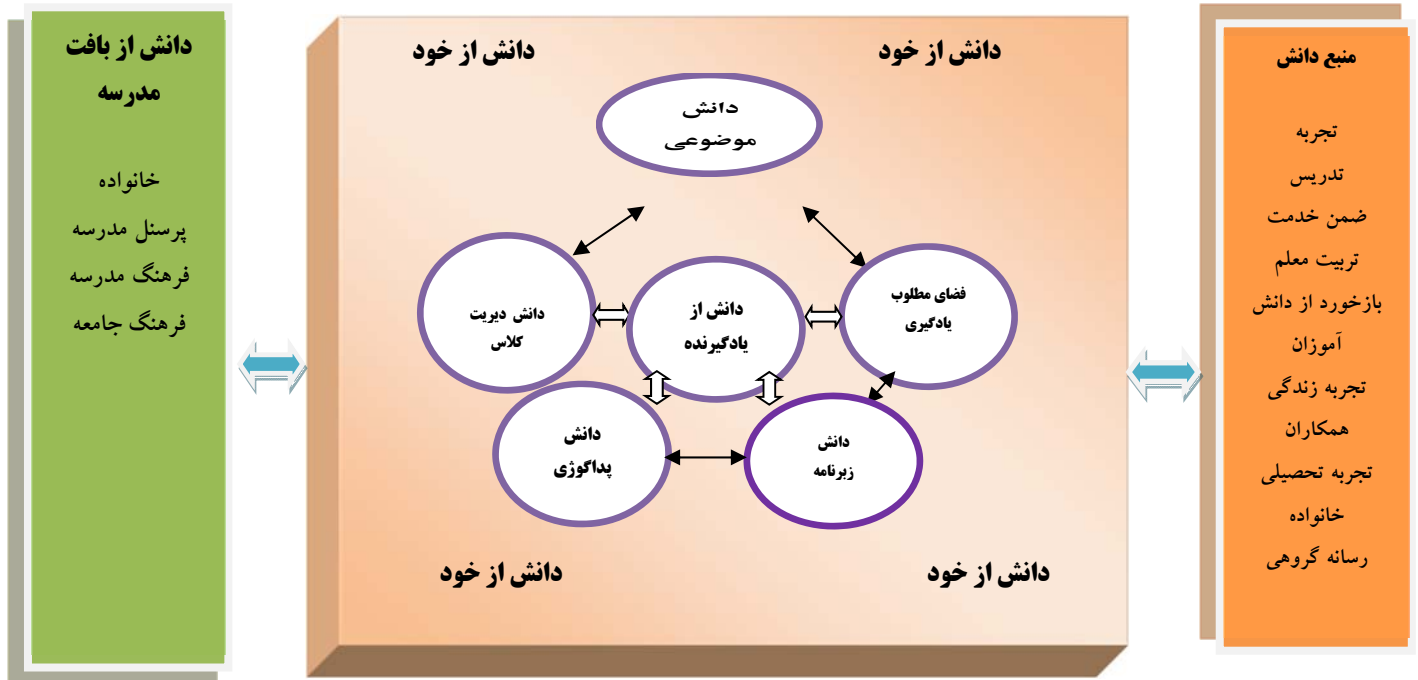 منبع دانش
تجربه
تدریس
ضمن خدمت
تربیت معلم
بازخورد از دانش
آموزان
تجربه زندگی
همکاران
تجربه تحصیلی
خانواده
رسانه گروهی
دانش از خود
دانش از خود
دانش
موضوعی
فضای مطلوب
یادگیری
دانش از
یادگیرنده
دانش دیریت
کلاس
دانش
زبرنامه
دانش
پداگوژی
دانش از خود
دانش از خود
دانش از بافت
مدرسه
خانواده
پرسنل مدرسه
فرهنگ مدرسه
فرهنگ جامعه